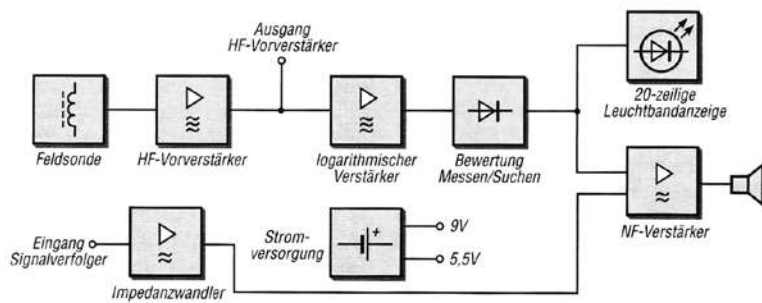 Ausgang
HF-Vorverstärker
Feldsonde
HF-Vorverstärker
logarithmischer
Verstärker
Bewertung
Messen/Suchen
20-zeilige
Leuchtbandanzeige
Eingang
Signalverfolger
Impedanzwandler
Strom-
versorgung
+
9V
5,5V
NF-Verstärker